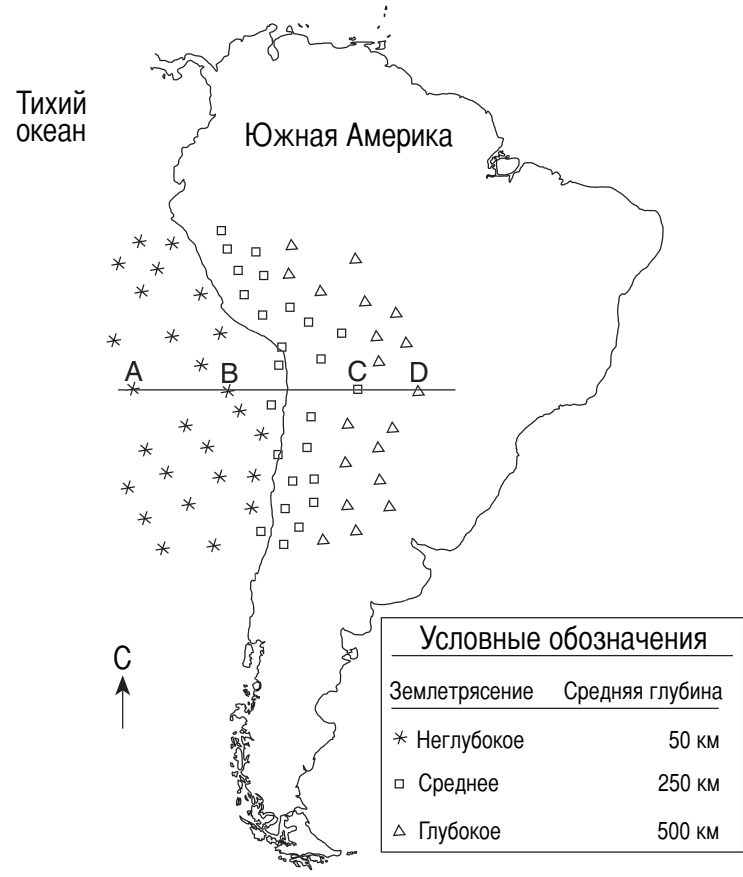 Тихий
океан
Южная Америка
A B C D
С
Условные обозначения
Землетрясение Средняя глубина
Неглубокое 50 км
Среднее 250 км
Глубокое 500 км